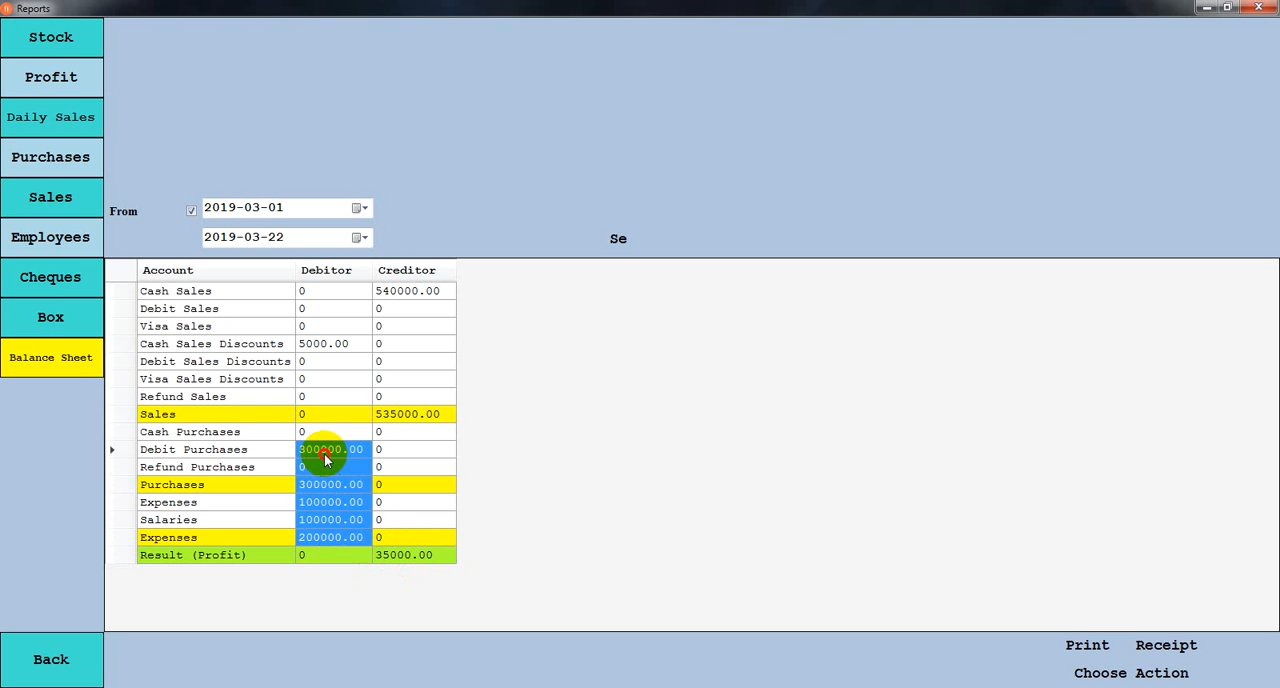 Reports
Stock
Profit
Daily Sales
Purchases
Sales
Employees
Cheques
Box
Balance Sheet
Back
From
2019-03-01
2019-03-22
Se
Account Debitor Creditor
Cash Sales 0 540000.00
Debit Sales 0 0
Visa Sales 0 0
Cash Sales Discounts 5000.00 0
Debit Sales Discounts 0 0
Visa Sales Discounts 0 0
Refund Sales 0 0
Sales 0 535000.00
Cash Purchases 0 0
Debit Purchases 300000.00 0
Refund Purchases 0 0
Purchases 300000.00 0
Expenses 100000.00 0
Salaries 100000.00 0
Expenses 200000.00 0
Result (Profit) 0 35000.00
Print Receipt
Choose Action